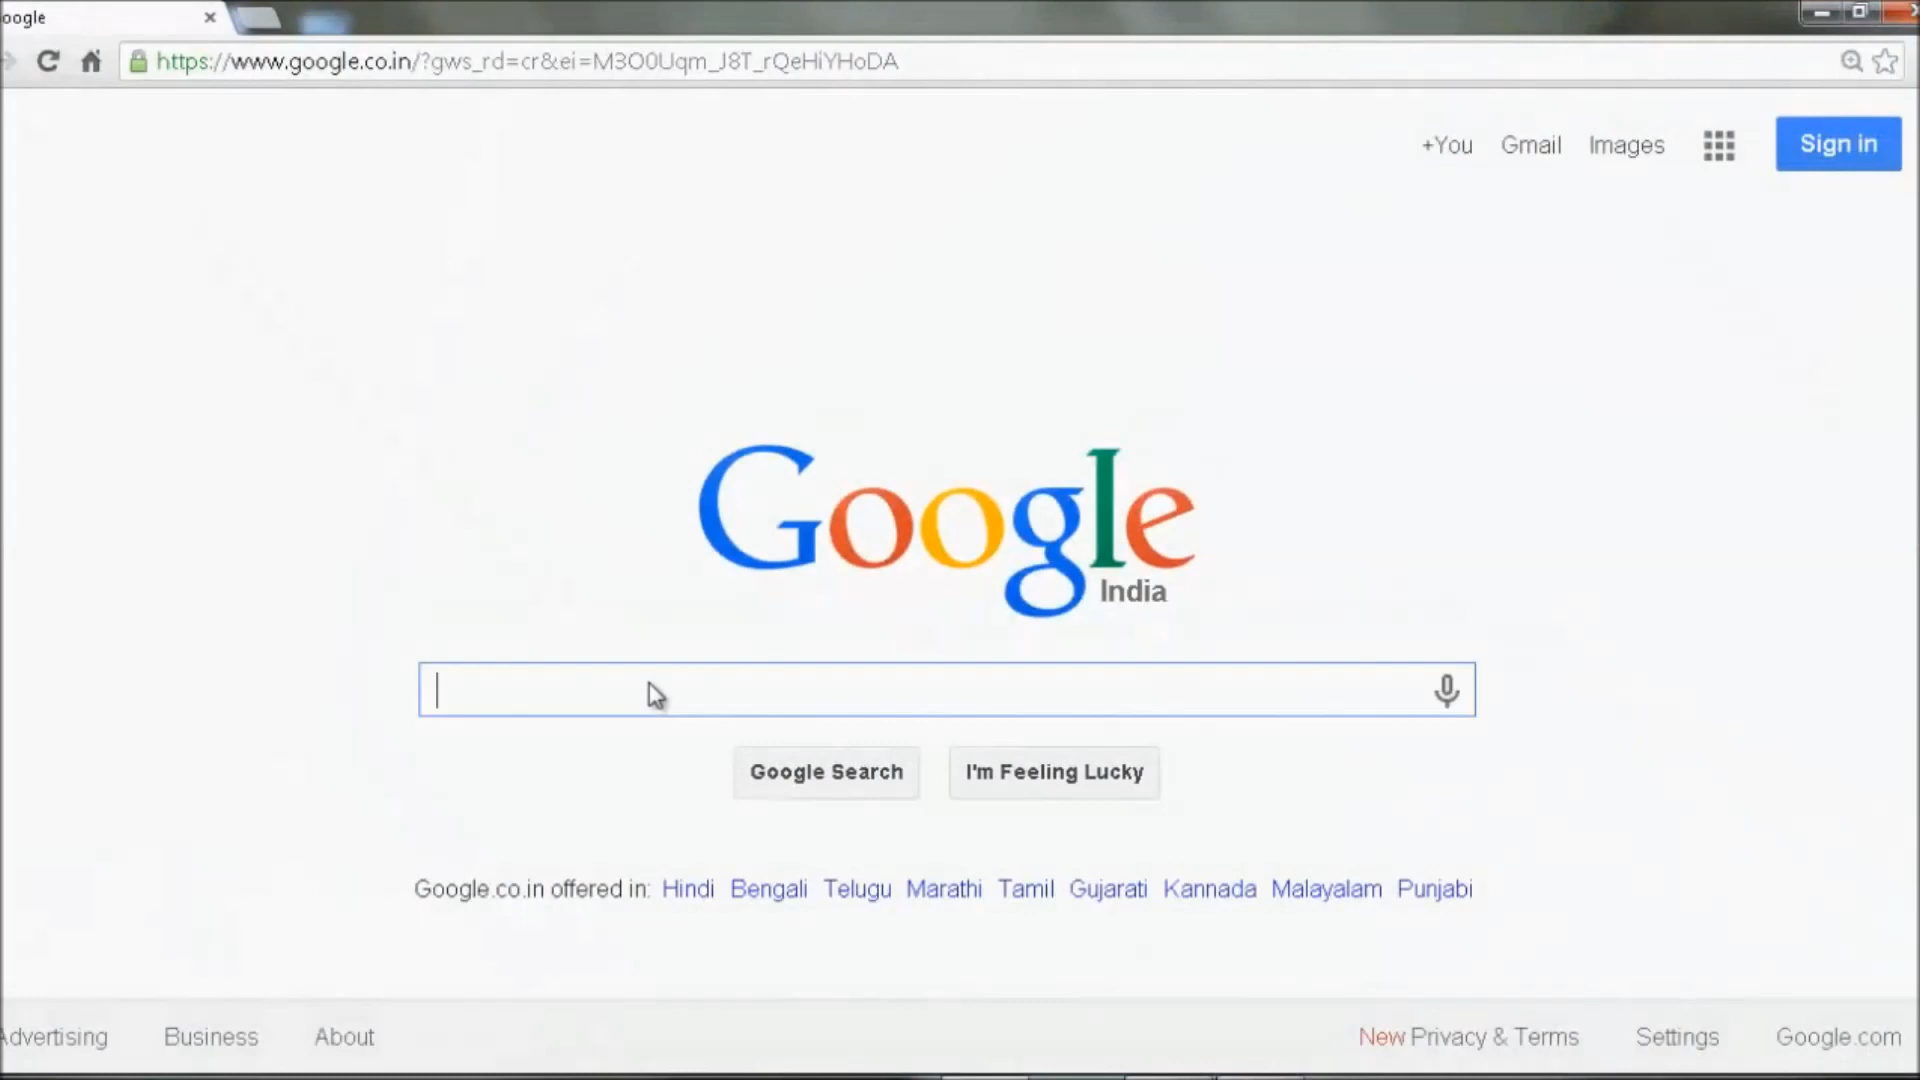 oogle
https://www.google.co.in/?gws_rd=cr&ei=M3O0Uqm_J8T_rQeHiYHoDA
+You Gmail Images Sign in
Google
India
Google Search I'm Feeling Lucky
Google.co.in offered in: Hindi Bengali Telugu Marathi Tamil Gujarati Kannada Malayalam Punjabi
Advertising Business About New Privacy & Terms Settings Google.com